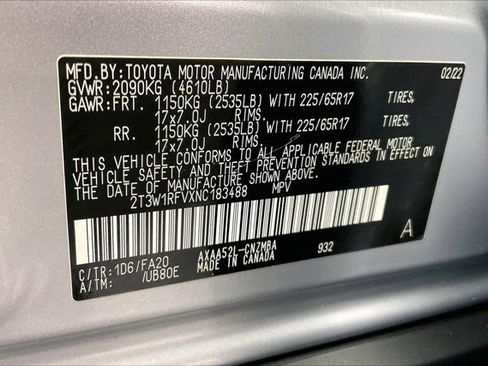 MFD.BY:TOYOTA MOTOR MANUFACTURING CANADA INC. 02/22
GVWR:2090KG (4610LB)
GAWR:FRT. 1150KG (2535LB) WITH 225/65R17 TIRES,
17x7.0J RIMS.
RR. 1150KG (2535LB) WITH 225/65R17 TIRES,
17x7.0J RIMS.
THIS VEHICLE CONFORMS TO ALL APPLICABLE FEDERAL MOTOR
VEHICLE SAFETY AND THEFT PREVENTION STANDARDS IN EFFECT
ON THE DATE OF MANUFACTURE SHOWN ABOVE.
2T3W1RFVXNC183488 MPV
C/TR:1D6/FA20 AXAA52L-CNZMBA 932 A
A/TM: /UB80E MADE IN CANADA